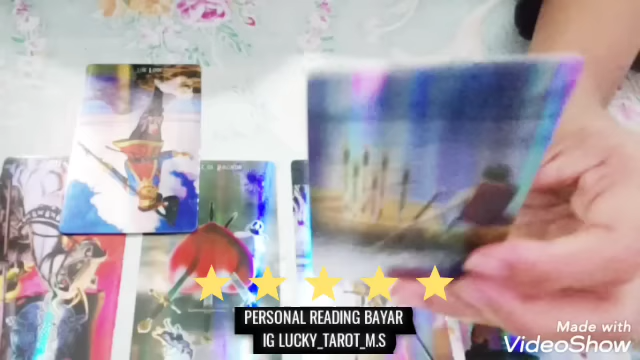 PERSONAL READING BAYAR
IG LUCKY_TAROT_M.S
Made with
VideoShow